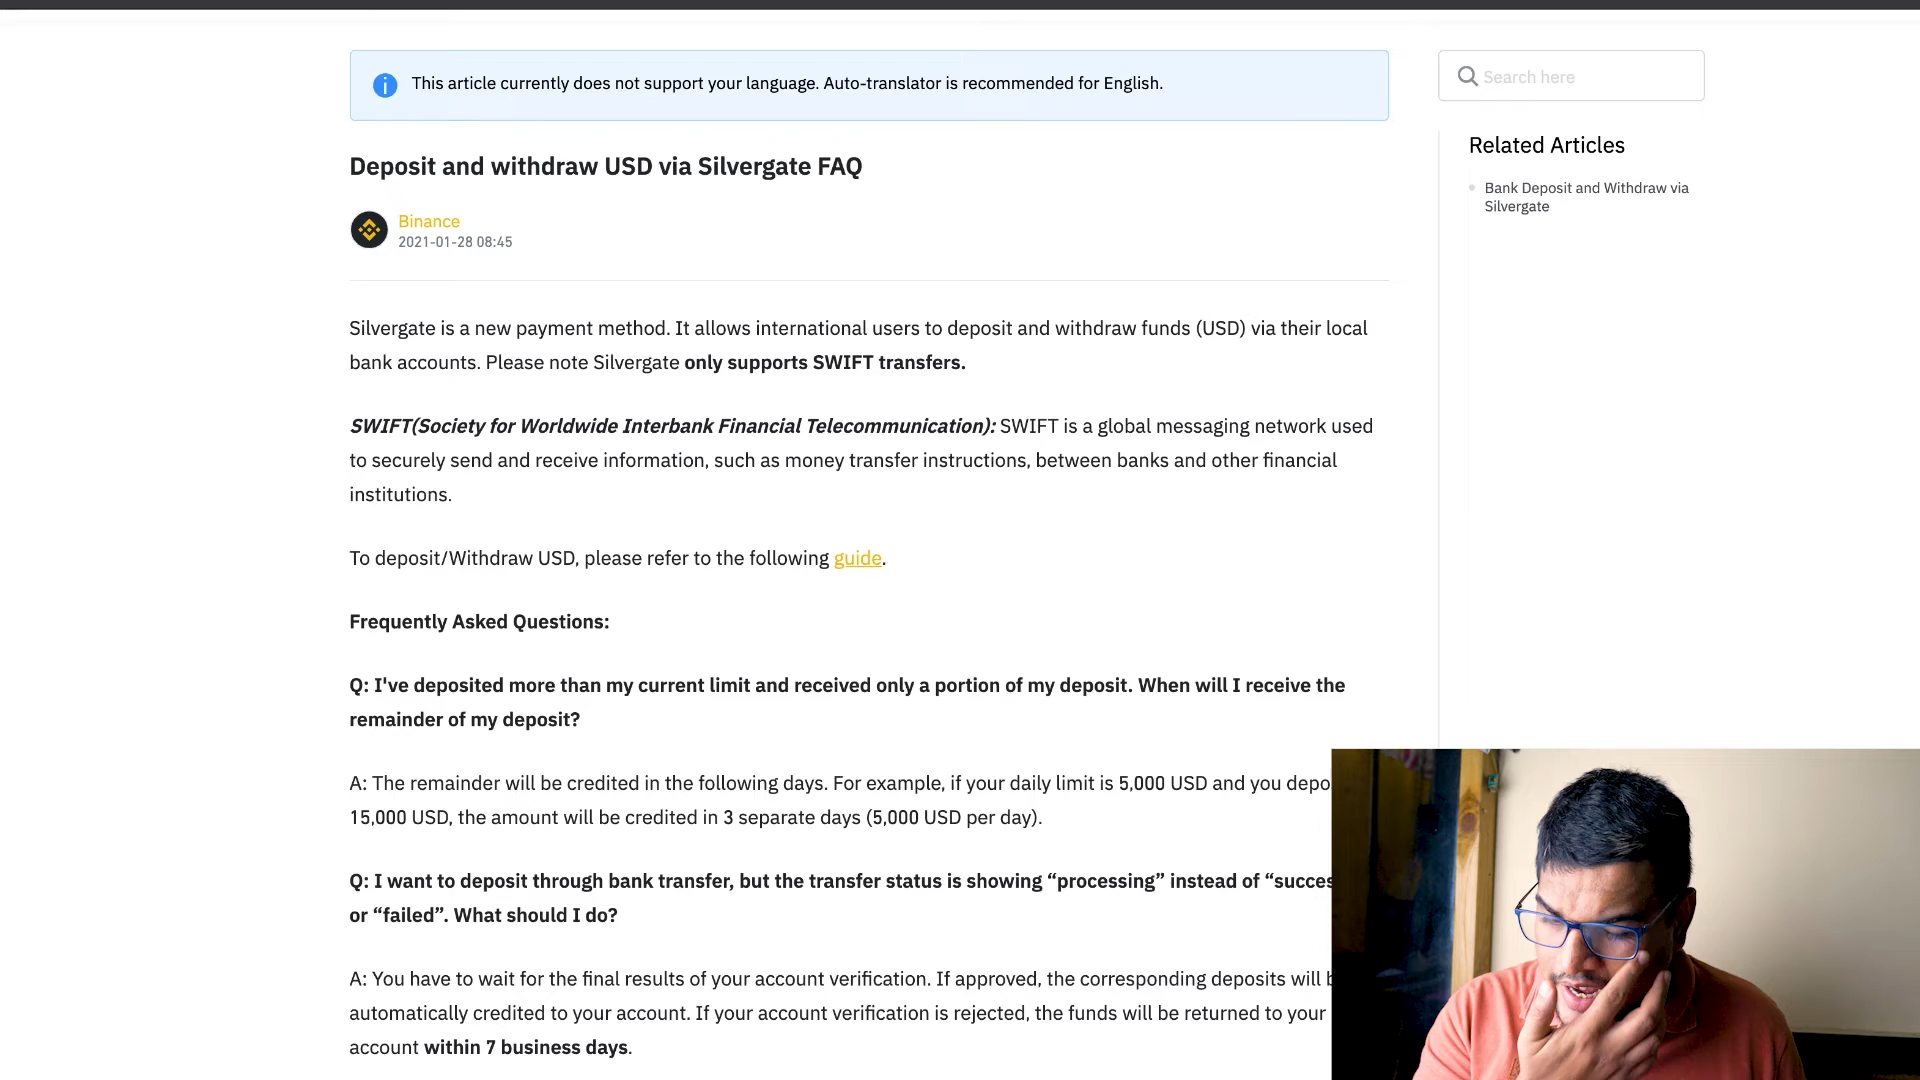 This article currently does not support your language. Auto-translator is recommended for English.
Search here
Deposit and withdraw USD via Silvergate FAQ
Related Articles
Bank Deposit and Withdraw via
Silvergate
Binance
2021-01-28 08:45
Silvergate is a new payment method. It allows international users to deposit and withdraw funds (USD) via their local
bank accounts. Please note Silvergate only supports SWIFT transfers.
SWIFT(Society for Worldwide Interbank Financial Telecommunication): SWIFT is a global messaging network used
to securely send and receive information, such as money transfer instructions, between banks and other financial
institutions.
To deposit/Withdraw USD, please refer to the following guide.
Frequently Asked Questions:
Q: I've deposited more than my current limit and received only a portion of my deposit. When will I receive the
remainder of my deposit?
A: The remainder will be credited in the following days. For example, if your daily limit is 5,000 USD and you depo
15,000 USD, the amount will be credited in 3 separate days (5,000 USD per day).
Q: I want to deposit through bank transfer, but the transfer status is showing “processing” instead of “succes
or “failed”. What should I do?
A: You have to wait for the final results of your account verification. If approved, the corresponding deposits will
automatically credited to your account. If your account verification is rejected, the funds will be returned to your
account within 7 business days.